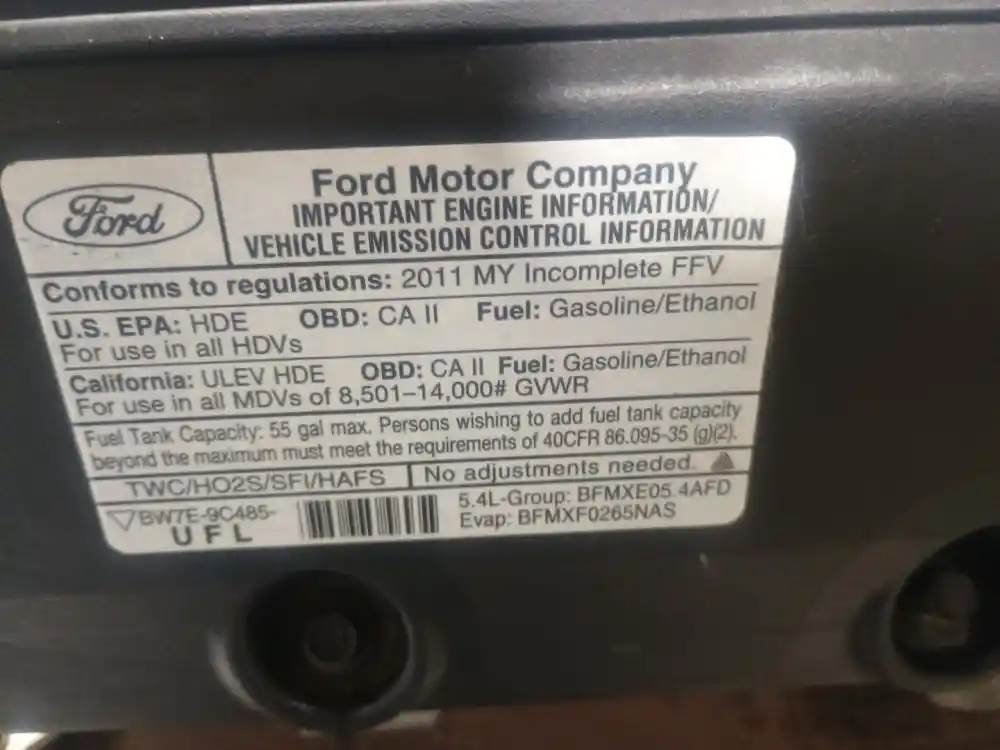 Ford
Ford Motor Company
IMPORTANT ENGINE INFORMATION/
VEHICLE EMISSION CONTROL INFORMATION
Conforms to regulations: 2011 MY Incomplete FFV
U.S. EPA: HDE OBD: CA II Fuel: Gasoline/Ethanol
For use in all HDVs
California: ULEV HDE OBD: CA II Fuel: Gasoline/Ethanol
For use in all MDVs of 8,501–14,000# GVWR
Fuel Tank Capacity: 55 gal max. Persons wishing to add fuel tank capacity
beyond the maximum must meet the requirements of 40CFR 86.095-35 (g)(2).
TWC/HO2S/SFI/HAFS No adjustments needed.
BW7E-9C485- 5.4L-Group: BFMXE05.4AFD
UFL Evap: BFMXF0265NAS